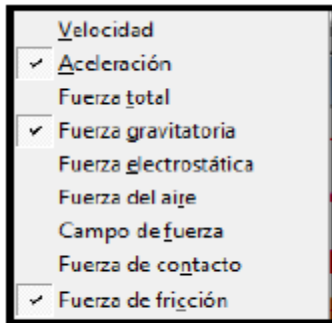 Velocidad
Aceleración
Fuerza total
Fuerza gravitatoria
Fuerza electrostática
Fuerza del aire
Campo de fuerza
Fuerza de contacto
Fuerza de fricción